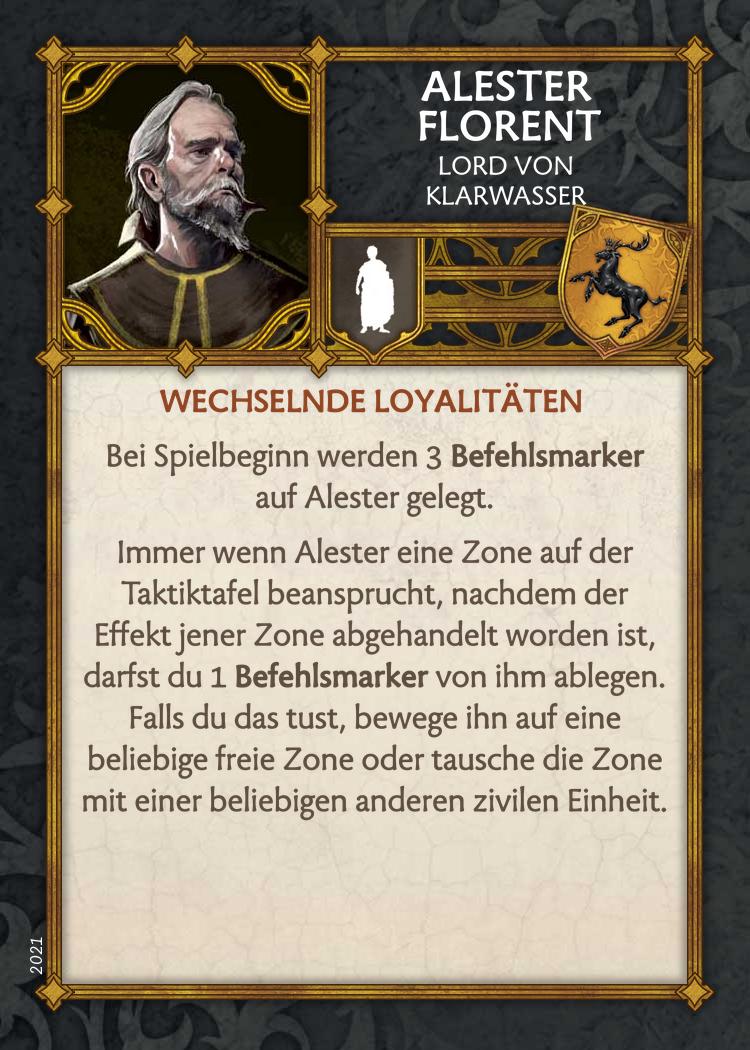 ALESTER
FLORENT
LORD VON
KLARWASSER
WECHSELNDE LOYALITÄTEN
Bei Spielbeginn werden 3 Befehlsmarker
auf Alester gelegt.
Immer wenn Alester eine Zone auf der
Taktiktafel beansprucht, nachdem der
Effekt jener Zone abgehandelt worden ist,
darfst du 1 Befehlsmarker von ihm ablegen.
Falls du das tust, bewege ihn auf eine
beliebige freie Zone oder tausche die Zone
mit einer beliebigen anderen zivilen Einheit.
2021